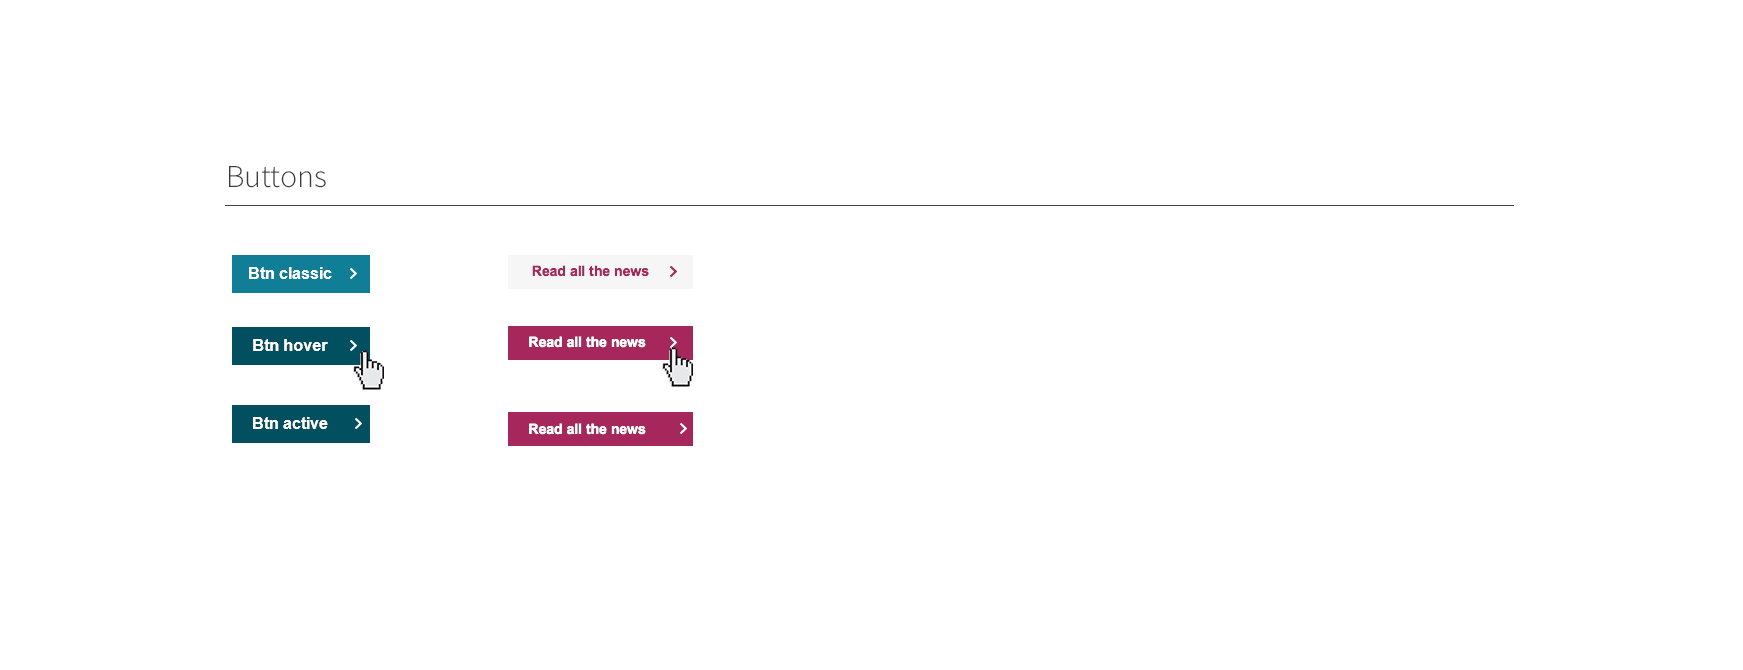 Buttons
Btn classic
Read all the news
Btn hover
Read all the news
Btn active
Read all the news